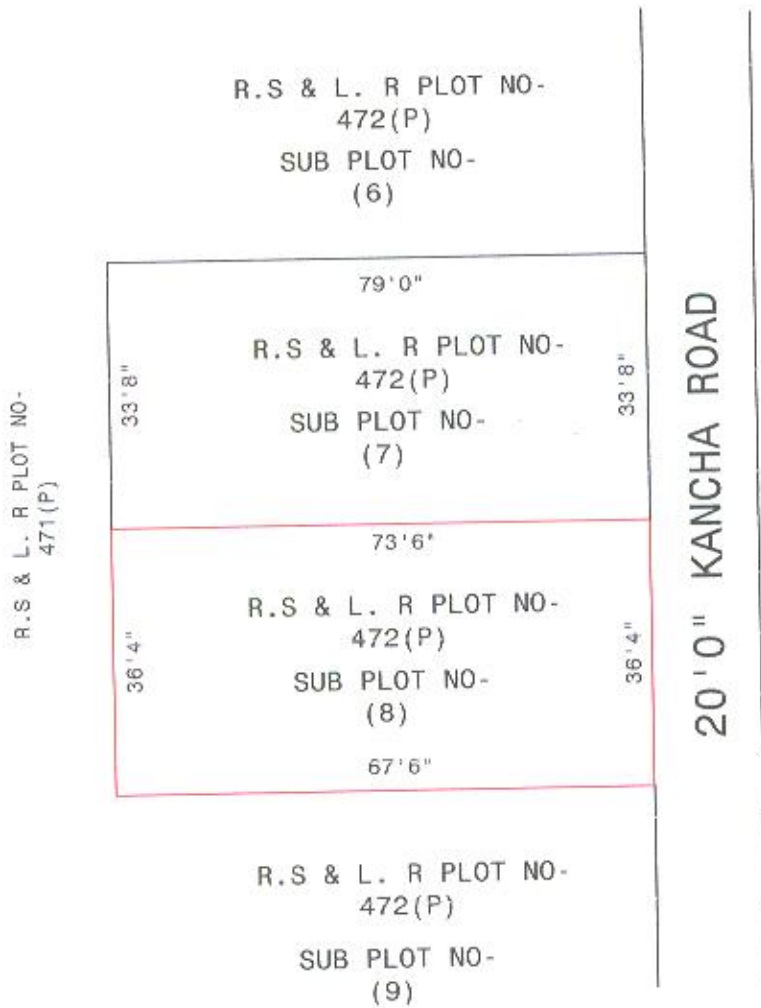 R.S & L. R PLOT NO-
472(P)
SUB PLOT NO-
(6)
79'0"
R.S & L. R PLOT NO-
472(P)
SUB PLOT NO-
(7)
33'8"
33'8"
R.S & L. R PLOT NO-
471(P)
20'0" KANCHA ROAD
73'6"
R.S & L. R PLOT NO-
472(P)
SUB PLOT NO-
(8)
36'4"
36'4"
67'6"
R.S & L. R PLOT NO-
472(P)
SUB PLOT NO-
(9)